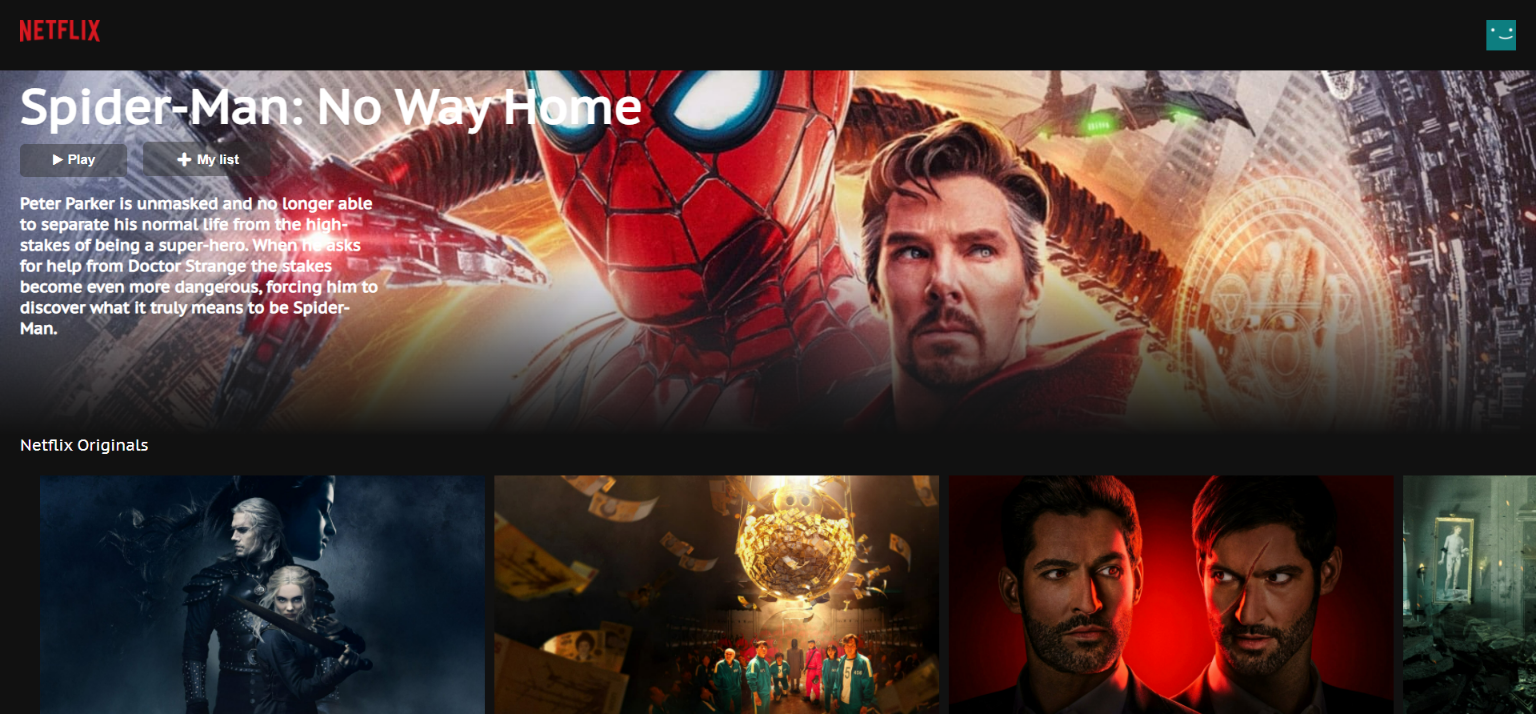 NETFLIX
Spider-Man: No Way Home
Play
My list
Peter Parker is unmasked and no longer able
to separate his normal life from the high-
stakes of being a super-hero. When he asks
for help from Doctor Strange the stakes
become even more dangerous, forcing him to
discover what it truly means to be Spider-
Man.
Netflix Originals